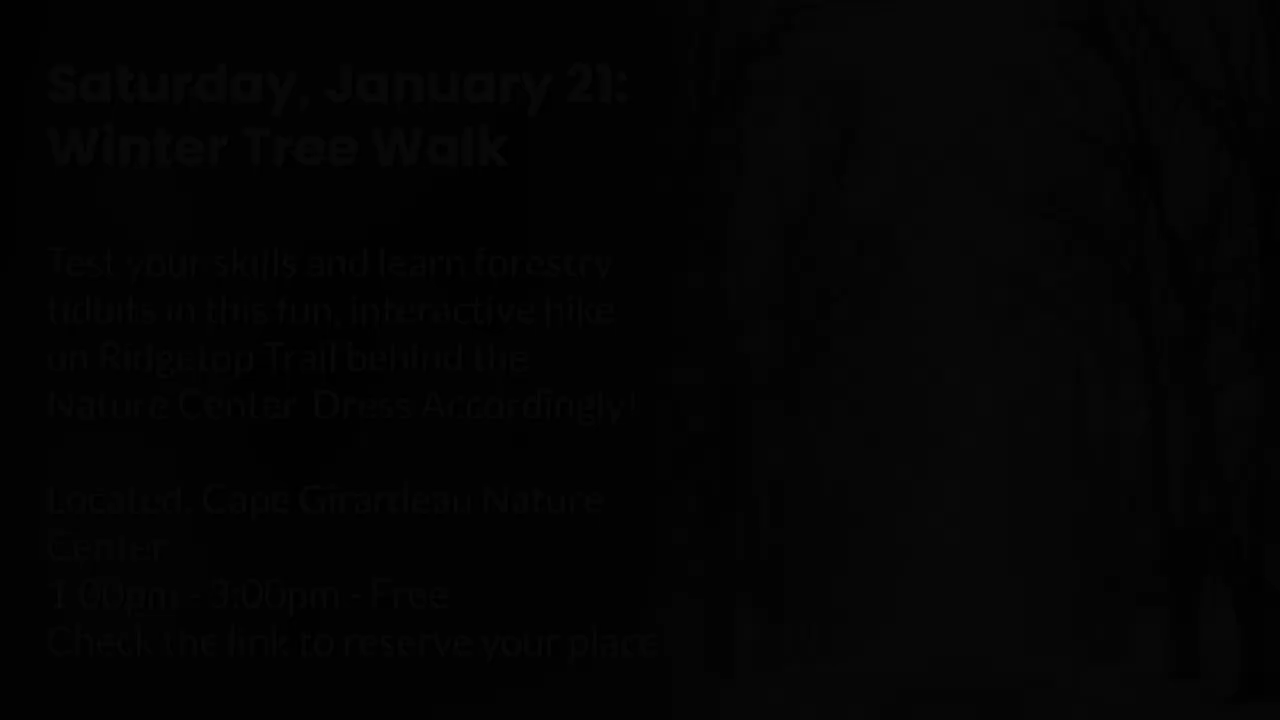 Saturday, January 21:
Winter Tree Walk
Test your skills and learn forestry
tidbits in this fun, interactive hike
on Ridgetop Trail behind the
Nature Center. Dress Accordingly!
Located: Cape Girardeau Nature
Center
1:00pm - 3:00pm - Free
Check the link to reserve your place